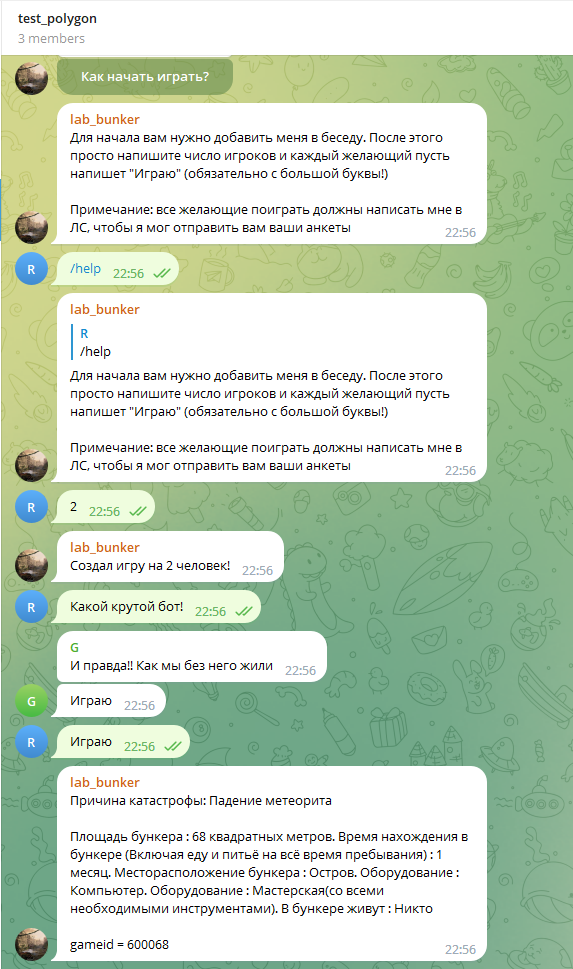 test_polygon
3 members
Как начать играть?
lab_bunker
Для начала вам нужно добавить меня в беседу. После этого
просто напишите число игроков и каждый желающий пусть
напишет "Играю" (обязательно с большой буквы!)
Примечание: все желающие поиграть должны написать мне в
ЛС, чтобы я мог отправить вам ваши анкеты
22:56
R
/help
22:56
lab_bunker
R
/help
Для начала вам нужно добавить меня в беседу. После этого
просто напишите число игроков и каждый желающий пусть
напишет "Играю" (обязательно с большой буквы!)
Примечание: все желающие поиграть должны написать мне в
ЛС, чтобы я мог отправить вам ваши анкеты
22:56
R
2 22:56
lab_bunker
Создал игру на 2 человек! 22:56
R
Какой крутой бот! 22:56
G
И правда!! Как мы без него жили 22:56
G
Играю 22:56
R
Играю 22:56
lab_bunker
Причина катастрофы: Падение метеорита
Площадь бункера : 68 квадратных метров. Время нахождения в
бункере (Включая еду и питьё на всё время пребывания) : 1
месяц. Месторасположение бункера : Остров. Оборудование :
Компьютер. Оборудование : Мастерская(со всеми
необходимыми инструментами). В бункере живут : Никто
gameid = 600068
22:56